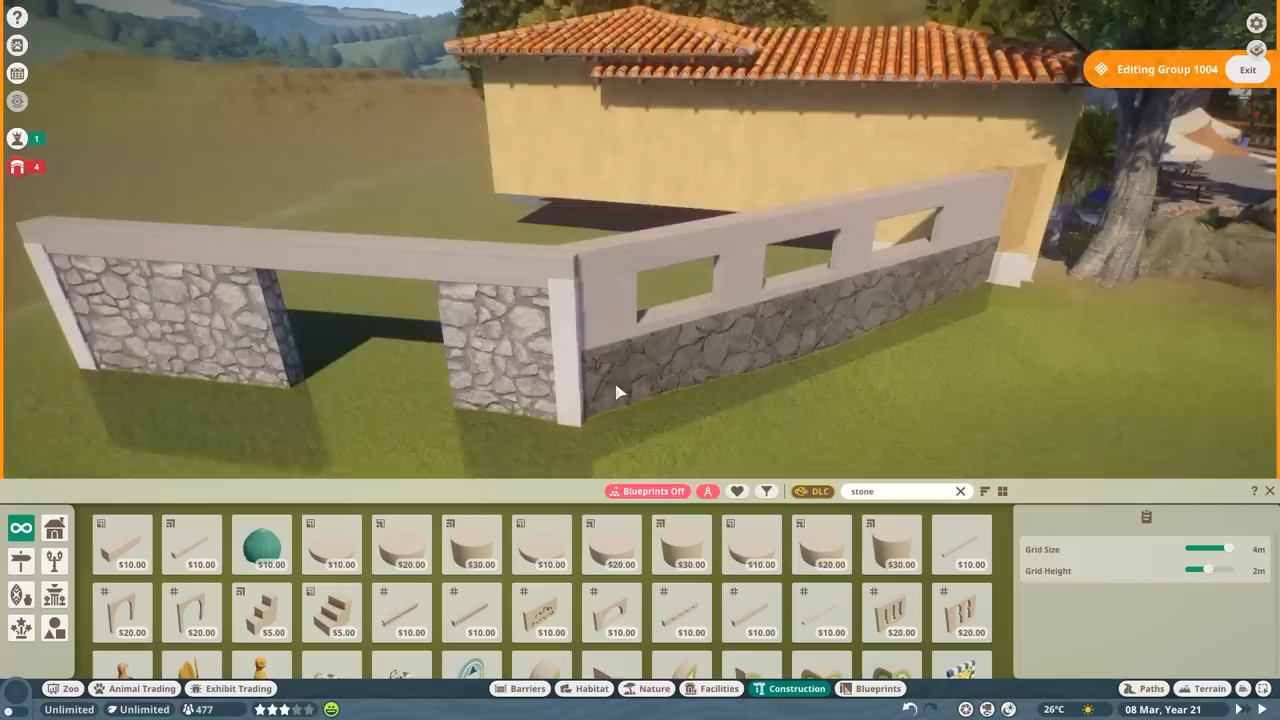 Editing Group 1004
Exit
1
4
Blueprints Off
DLC
stone
$10.00 $10.00 $10.00 $10.00 $20.00 $30.00 $10.00 $20.00 $30.00 $10.00 $20.00 $30.00 $10.00
$20.00 $20.00 $5.00 $5.00 $10.00 $10.00 $10.00 $10.00 $10.00 $10.00 $10.00 $20.00 $20.00
Grid Size 4m
Grid Height 2m
Zoo Animal Trading Exhibit Trading Barriers Habitat Nature Facilities Construction Blueprints Paths Terrain
Unlimited Unlimited 477 26°C 08 Mar, Year 21